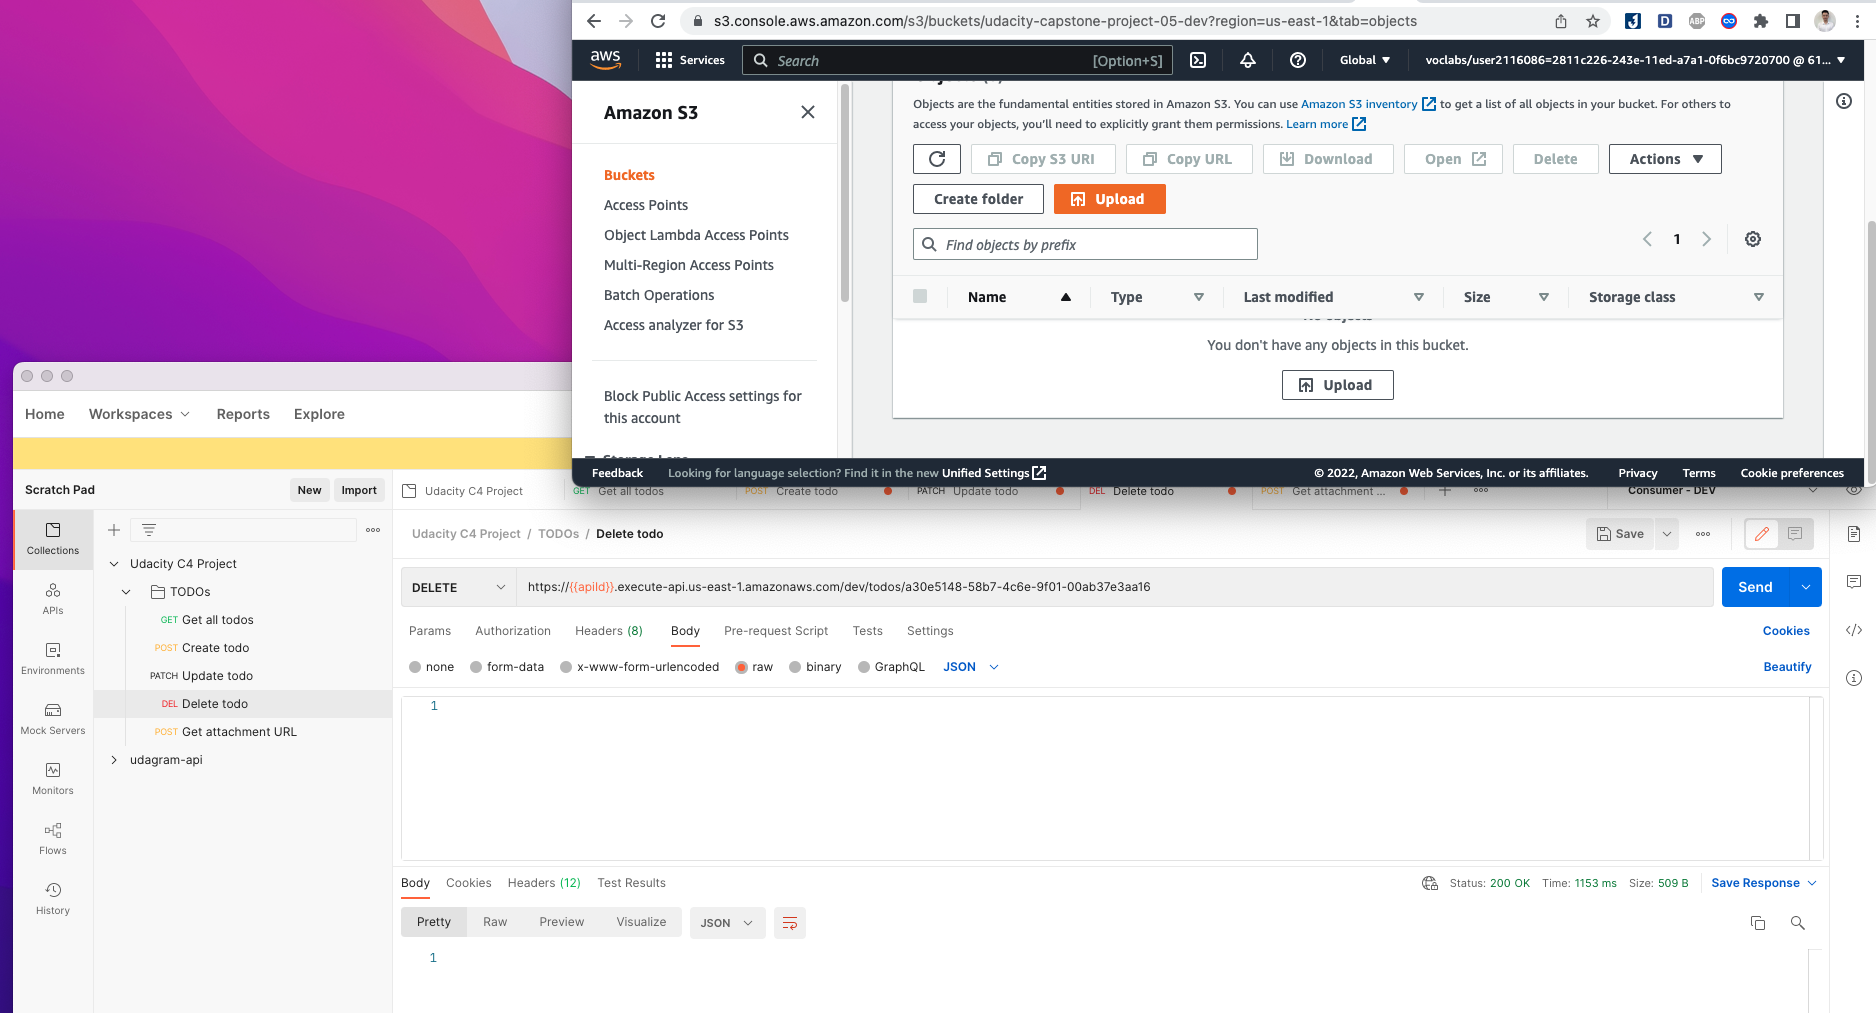 s3.console.aws.amazon.com/s3/buckets/udacity-capstone-project-05-dev?region=us-east-1&tab=objects
ABP
aws
Services
Search
[Option+S]
Global
voclabs/user2116086=2811c226-243e-11ed-a7a1-0f6bc9720700 @ 61...
Amazon S3
Buckets
Access Points
Object Lambda Access Points
Multi-Region Access Points
Batch Operations
Access analyzer for S3
Block Public Access settings for
this account
Objects are the fundamental entities stored in Amazon S3. You can use Amazon S3 inventory to get a list of all objects in your bucket. For others to
access your objects, you'll need to explicitly grant them permissions. Learn more
Copy S3 URI
Copy URL
Download
Open
Delete
Actions
Create folder
Upload
Find objects by prefix
1
Name
Type
Last modified
Size
Storage class
You don't have any objects in this bucket.
Upload
Feedback
Looking for language selection? Find it in the new Unified Settings
© 2022, Amazon Web Services, Inc. or its affiliates.
Privacy
Terms
Cookie preferences
Home
Workspaces
Reports
Explore
Scratch Pad
New
Import
Udacity C4 Project
GET Get all todos
POST Create todo
PATCH Update todo
DEL Delete todo
POST Get attachment ...
Consumer - DEV
Collections
APIs
Environments
Mock Servers
Monitors
Flows
History
Udacity C4 Project
TODOs
GET Get all todos
POST Create todo
PATCH Update todo
DEL Delete todo
POST Get attachment URL
udagram-api
Udacity C4 Project / TODOs / Delete todo
Save
DELETE
https://{{apiId}}.execute-api.us-east-1.amazonaws.com/dev/todos/a30e5148-58b7-4c6e-9f01-00ab37e3aa16
Send
Params
Authorization
Headers (8)
Body
Pre-request Script
Tests
Settings
Cookies
none
form-data
x-www-form-urlencoded
raw
binary
GraphQL
JSON
Beautify
1
Body
Cookies
Headers (12)
Test Results
Status: 200 OK
Time: 1153 ms
Size: 509 B
Save Response
Pretty
Raw
Preview
Visualize
JSON
1